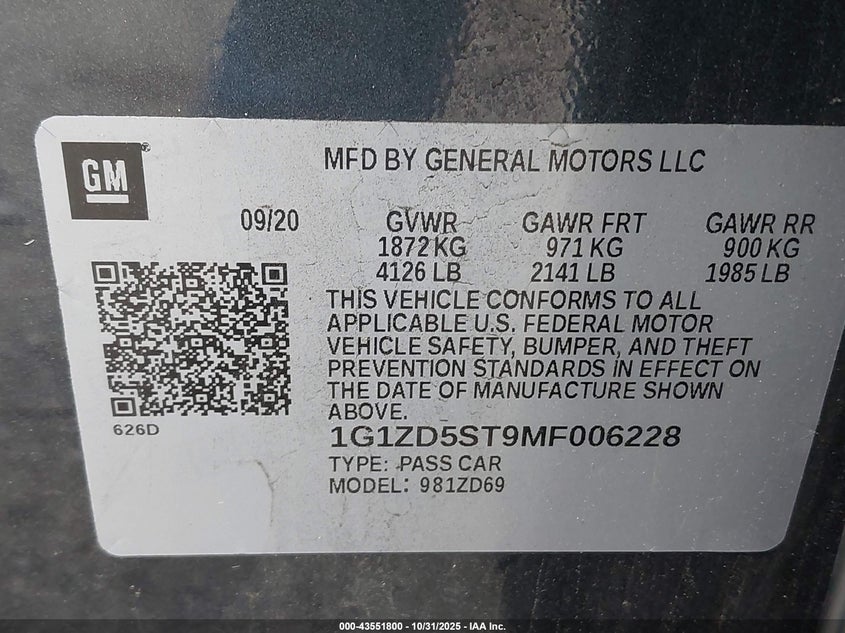 GM
MFD BY GENERAL MOTORS LLC
09/20 GVWR GAWR FRT GAWR RR
1872 KG 971 KG 900 KG
4126 LB 2141 LB 1985 LB
THIS VEHICLE CONFORMS TO ALL
APPLICABLE U.S. FEDERAL MOTOR
VEHICLE SAFETY, BUMPER, AND THEFT
PREVENTION STANDARDS IN EFFECT ON
THE DATE OF MANUFACTURE SHOWN
ABOVE.
626D
1G1ZD5ST9MF006228
TYPE: PASS CAR
MODEL: 981ZD69
000-43551800 - 10/31/2025 - IAA Inc.